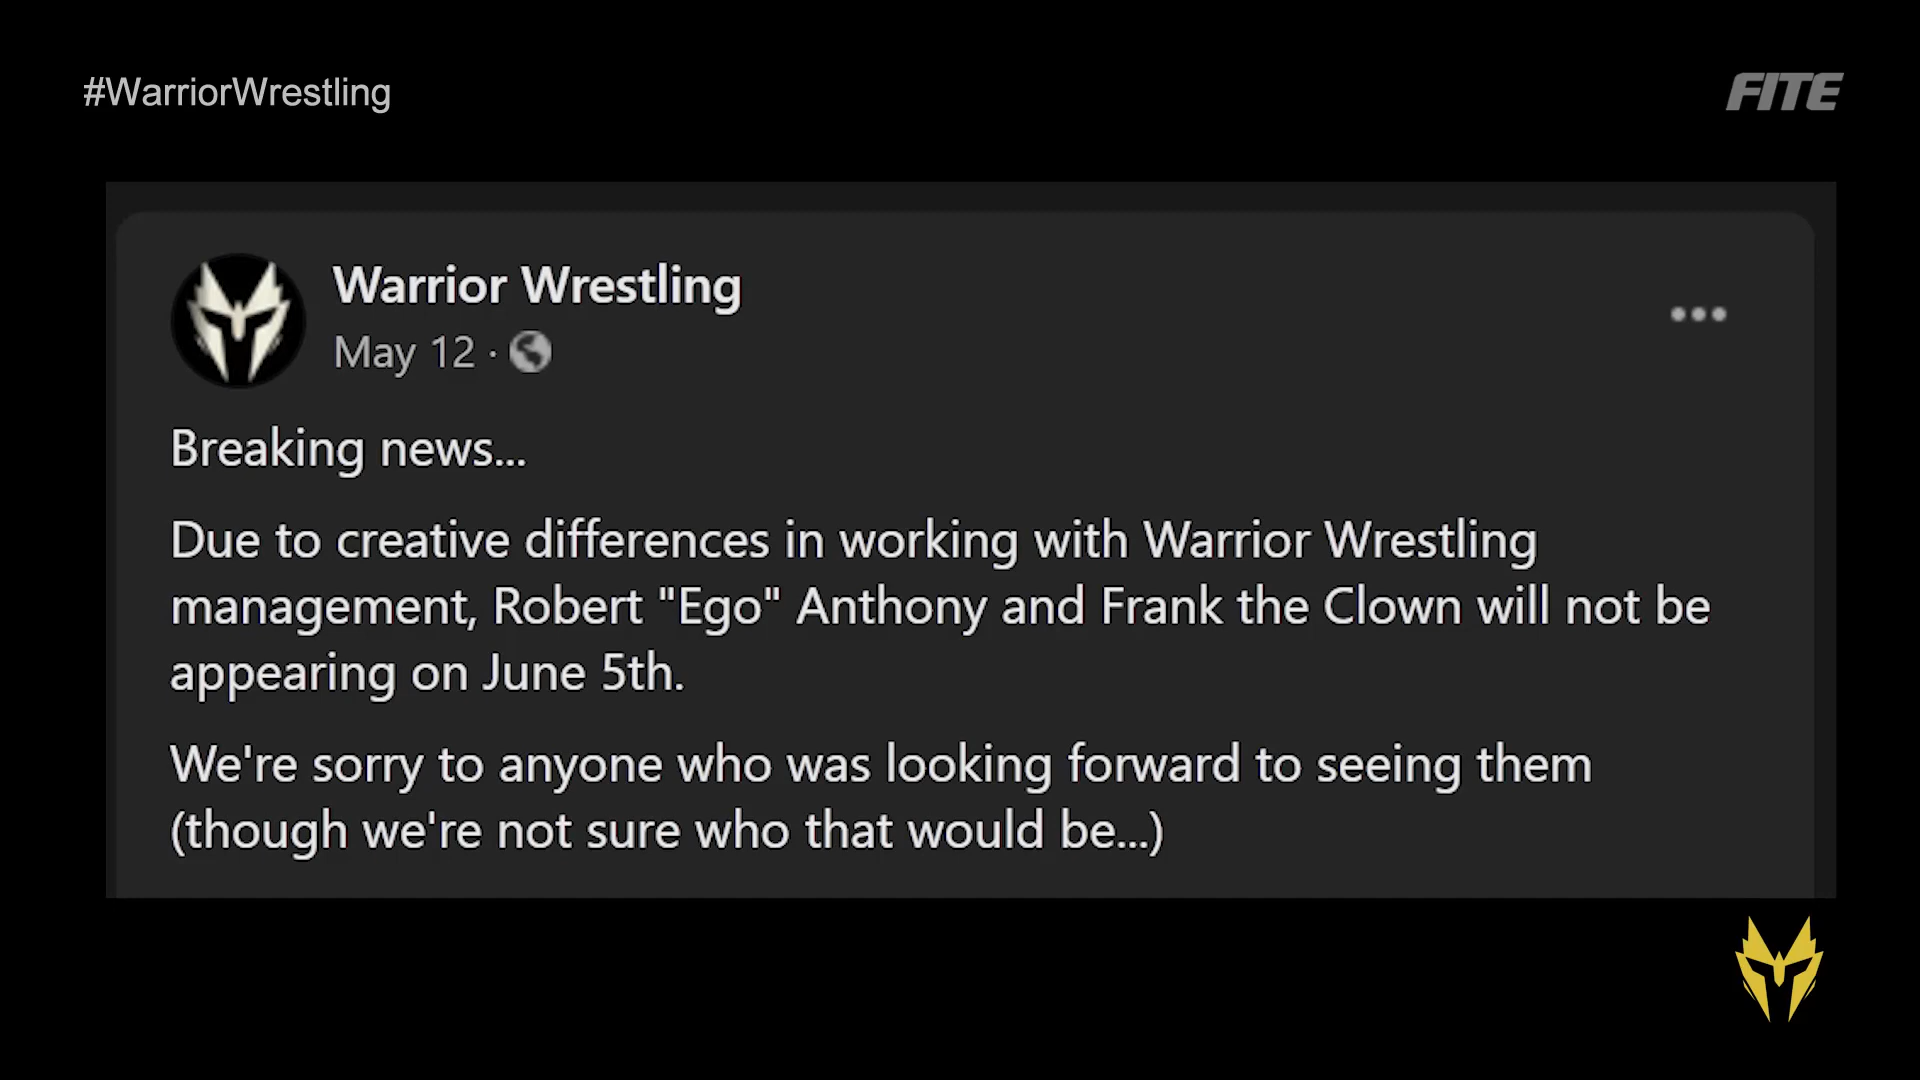 #WarriorWrestling
FITE
Warrior Wrestling
May 12 ·
Breaking news...
Due to creative differences in working with Warrior Wrestling
management, Robert "Ego" Anthony and Frank the Clown will not be
appearing on June 5th.
We're sorry to anyone who was looking forward to seeing them
(though we're not sure who that would be...)